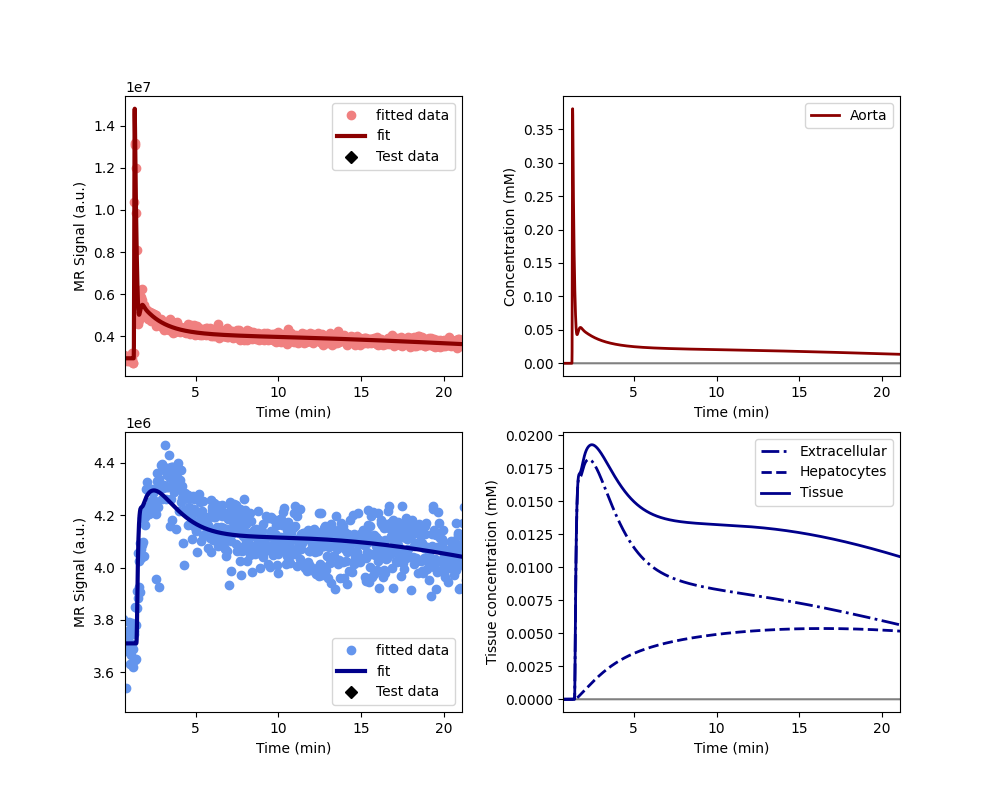 1e7
MR Signal (a.u.)
1.4
1.2
1.0
0.8
0.6
0.4
fitted data
fit
Test data
5
10
15
20
Time (min)
Concentration (mM)
0.35
0.30
0.25
0.20
0.15
0.10
0.05
0.00
Aorta
5
10
15
20
Time (min)
1e6
MR Signal (a.u.)
4.4
4.2
4.0
3.8
3.6
fitted data
fit
Test data
5
10
15
20
Time (min)
Tissue concentration (mM)
0.0200
0.0175
0.0150
0.0125
0.0100
0.0075
0.0050
0.0025
0.0000
Extracellular
Hepatocytes
Tissue
5
10
15
20
Time (min)